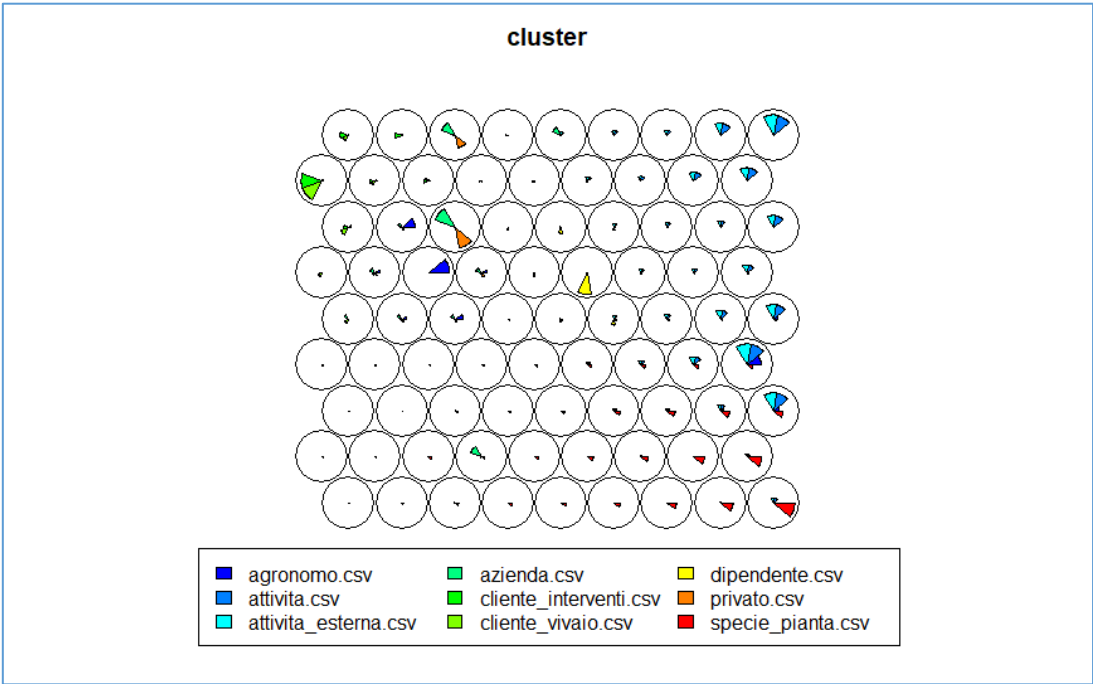 cluster
agronomo.csv azienda.csv dipendente.csv
attivita.csv cliente_interventi.csv privato.csv
attivita_esterna.csv cliente_vivaio.csv specie_pianta.csv